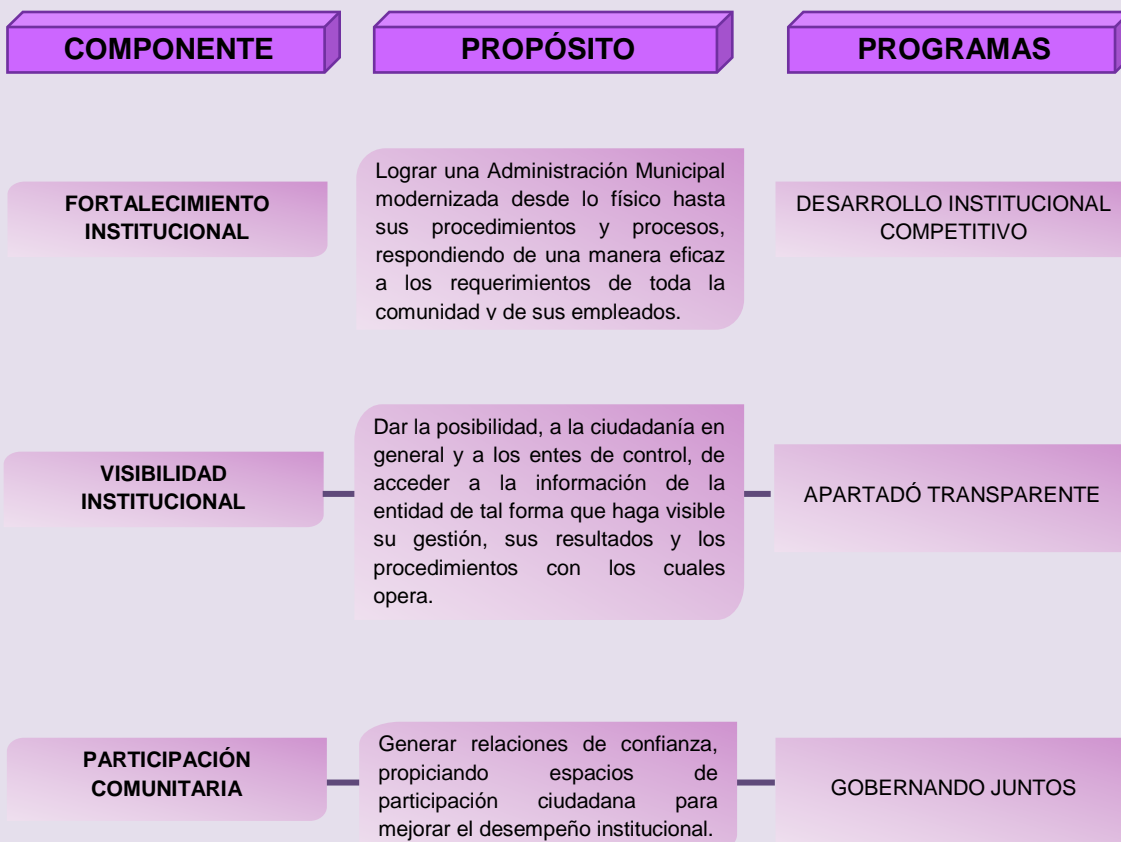 COMPONENTE
PROPÓSITO
PROGRAMAS
FORTALECIMIENTO
INSTITUCIONAL
Lograr una Administración Municipal
modernizada desde lo físico hasta
sus procedimientos y procesos,
respondiendo de una manera eficaz
a los requerimientos de toda la
comunidad y de sus empleados.
DESARROLLO INSTITUCIONAL
COMPETITIVO
VISIBILIDAD
INSTITUCIONAL
Dar la posibilidad, a la ciudadanía en
general y a los entes de control, de
acceder a la información de la
entidad de tal forma que haga visible
su gestión, sus resultados y los
procedimientos con los cuales
opera.
APARTADÓ TRANSPARENTE
PARTICIPACIÓN
COMUNITARIA
Generar relaciones de confianza,
propiciando espacios de
participación ciudadana para
mejorar el desempeño institucional.
GOBERNANDO JUNTOS